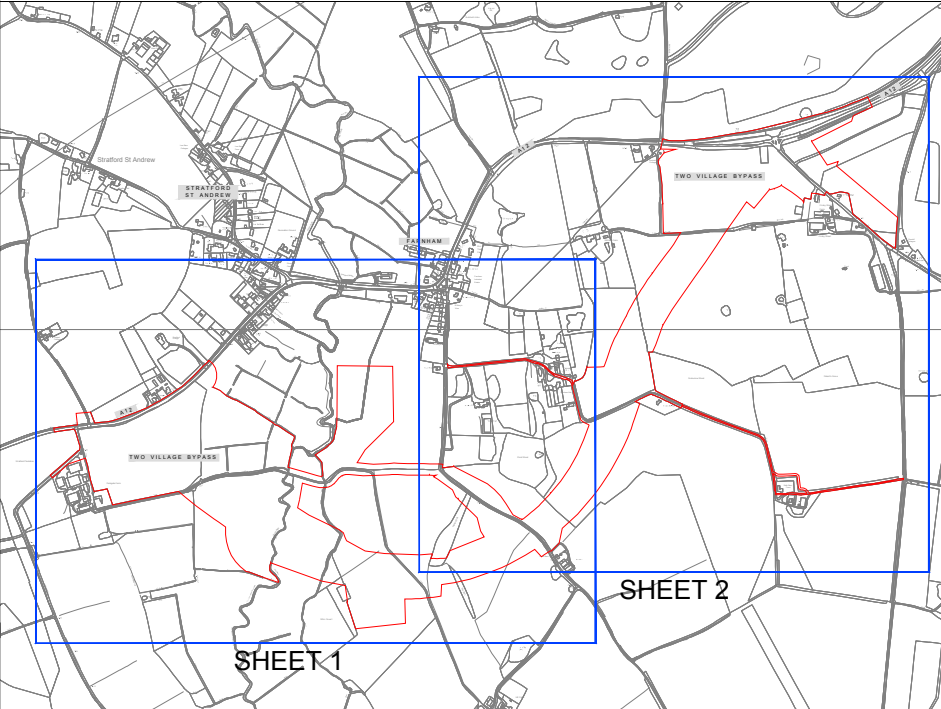 A12
A12
TWO VILLAGE BYPASS
Stratford St Andrew
STRATFORD
ST ANDREW
FARNHAM
A12
TWO VILLAGE BYPASS
SHEET 2
SHEET 1